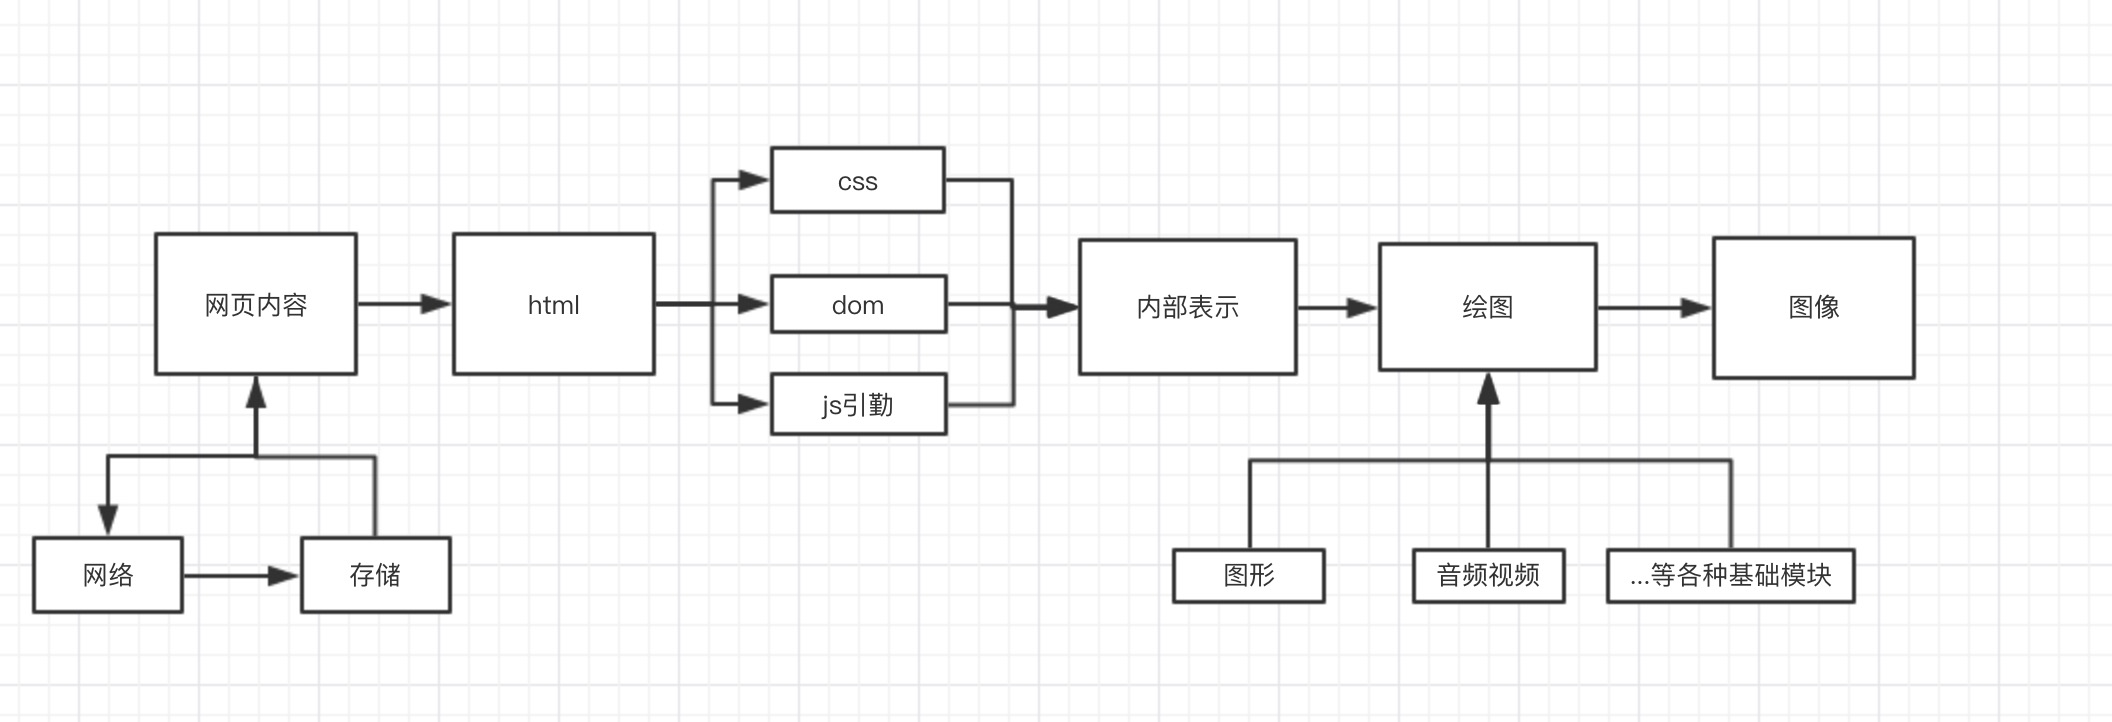 css
网页内容
html
dom
js引勤
内部表示
绘图
图像
网络
存储
图形
音频视频
...等各种基础模块